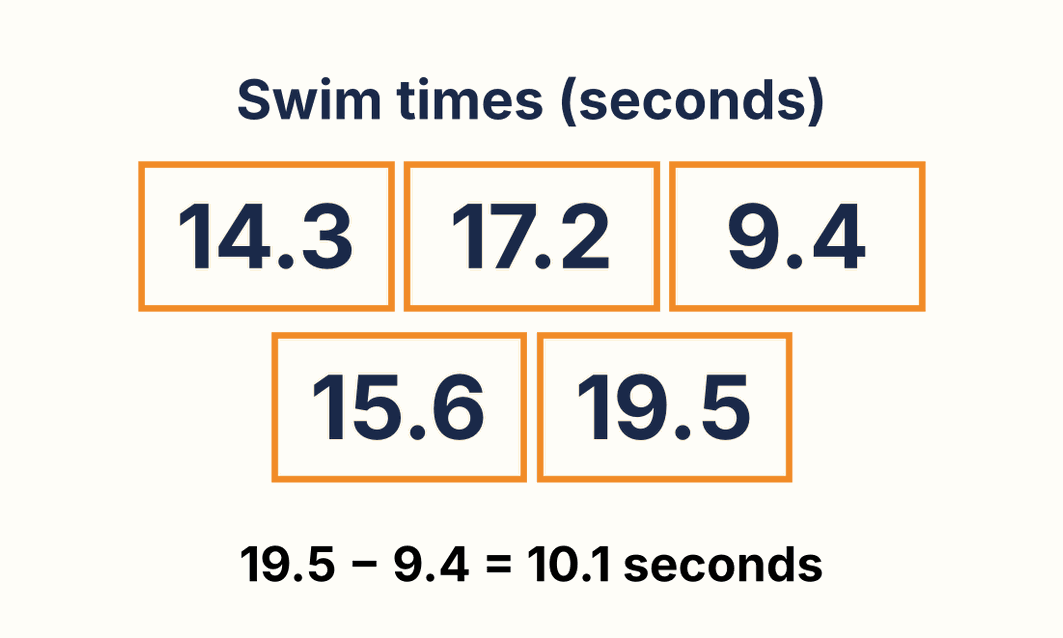 Swim times (seconds)
14.3 17.2 9.4
15.6 19.5
19.5 − 9.4 = 10.1 seconds